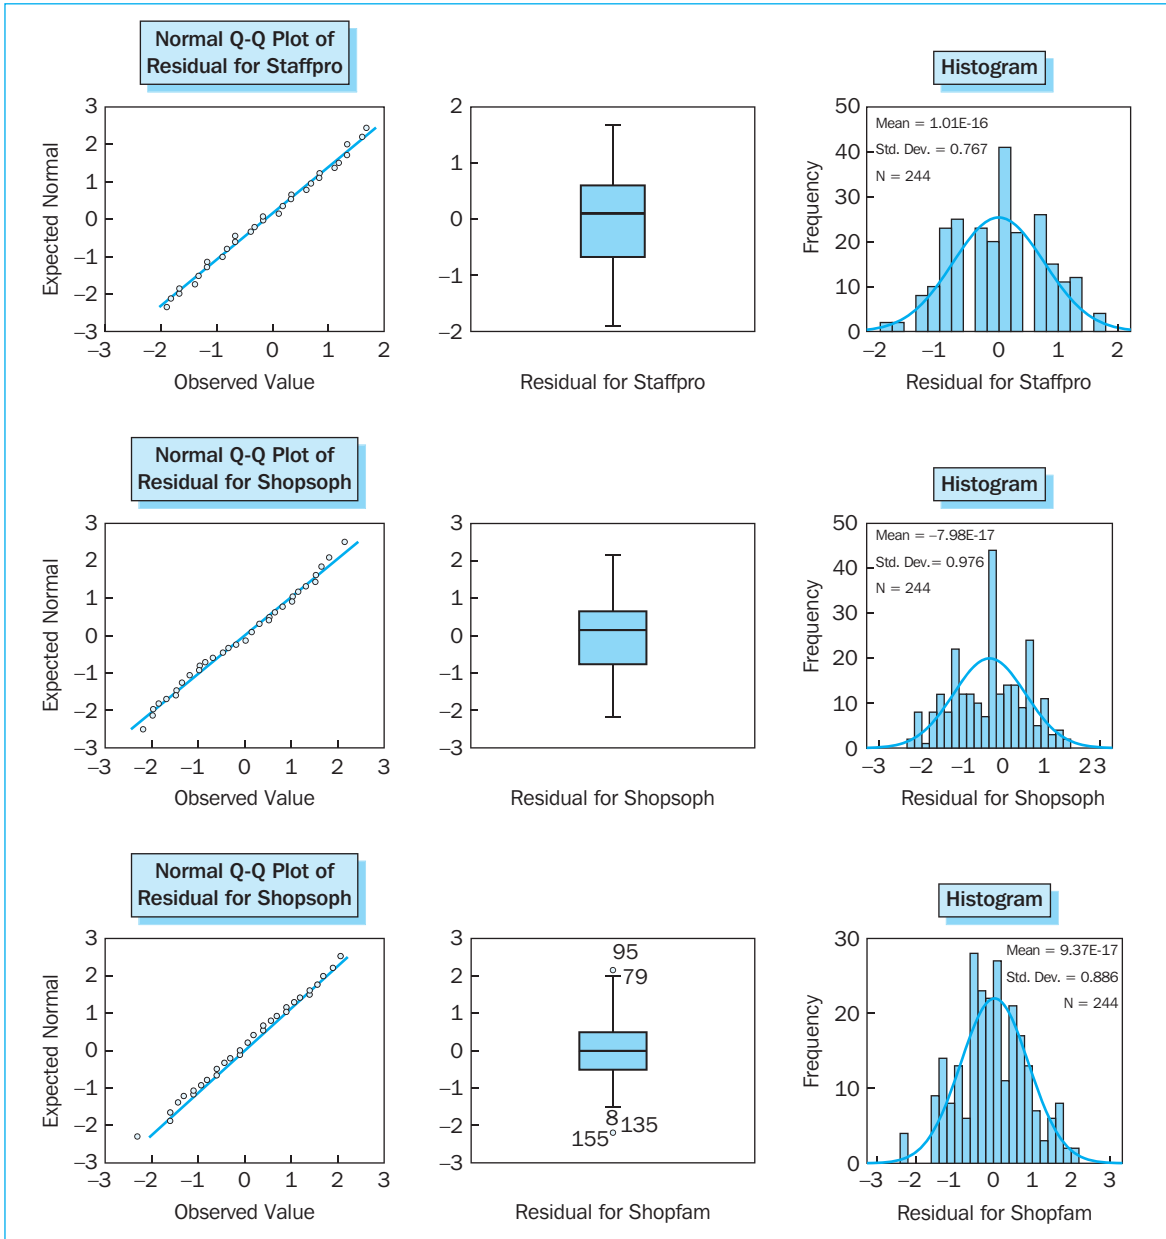 Normal Q-Q Plot of
Residual for Staffpro
Expected Normal
3
2
1
0
–1
–2
–3
–3 –2 –1 0 1 2
Observed Value
2
1
0
–1
–2
Residual for Staffpro
Histogram
Mean = 1.01E-16
Std. Dev. = 0.767
N = 244
Frequency
50
40
30
20
10
0
–2 –1 0 1 2
Residual for Staffpro
Normal Q-Q Plot of
Residual for Shopsoph
Expected Normal
3
2
1
0
–1
–2
–3
–3 –2 –1 0 1 2 3
Observed Value
3
2
1
0
–1
–2
–3
Residual for Shopsoph
Histogram
Mean = –7.98E-17
Std. Dev.= 0.976
N = 244
Frequency
50
40
30
20
10
0
–3 –2 –1 0 1 23
Residual for Shopsoph
Normal Q-Q Plot of
Residual for Shopsoph
Expected Normal
3
2
1
0
–1
–2
–3
–3 –2 –1 0 1 2 3
Observed Value
3
2
1
0
–1
–2
–3
95
79
8
135
155
Residual for Shopfam
Histogram
Mean = 9.37E-17
Std. Dev. = 0.886
N = 244
Frequency
30
20
10
0
–3 –2 –1 0 1 2 3
Residual for Shopfam